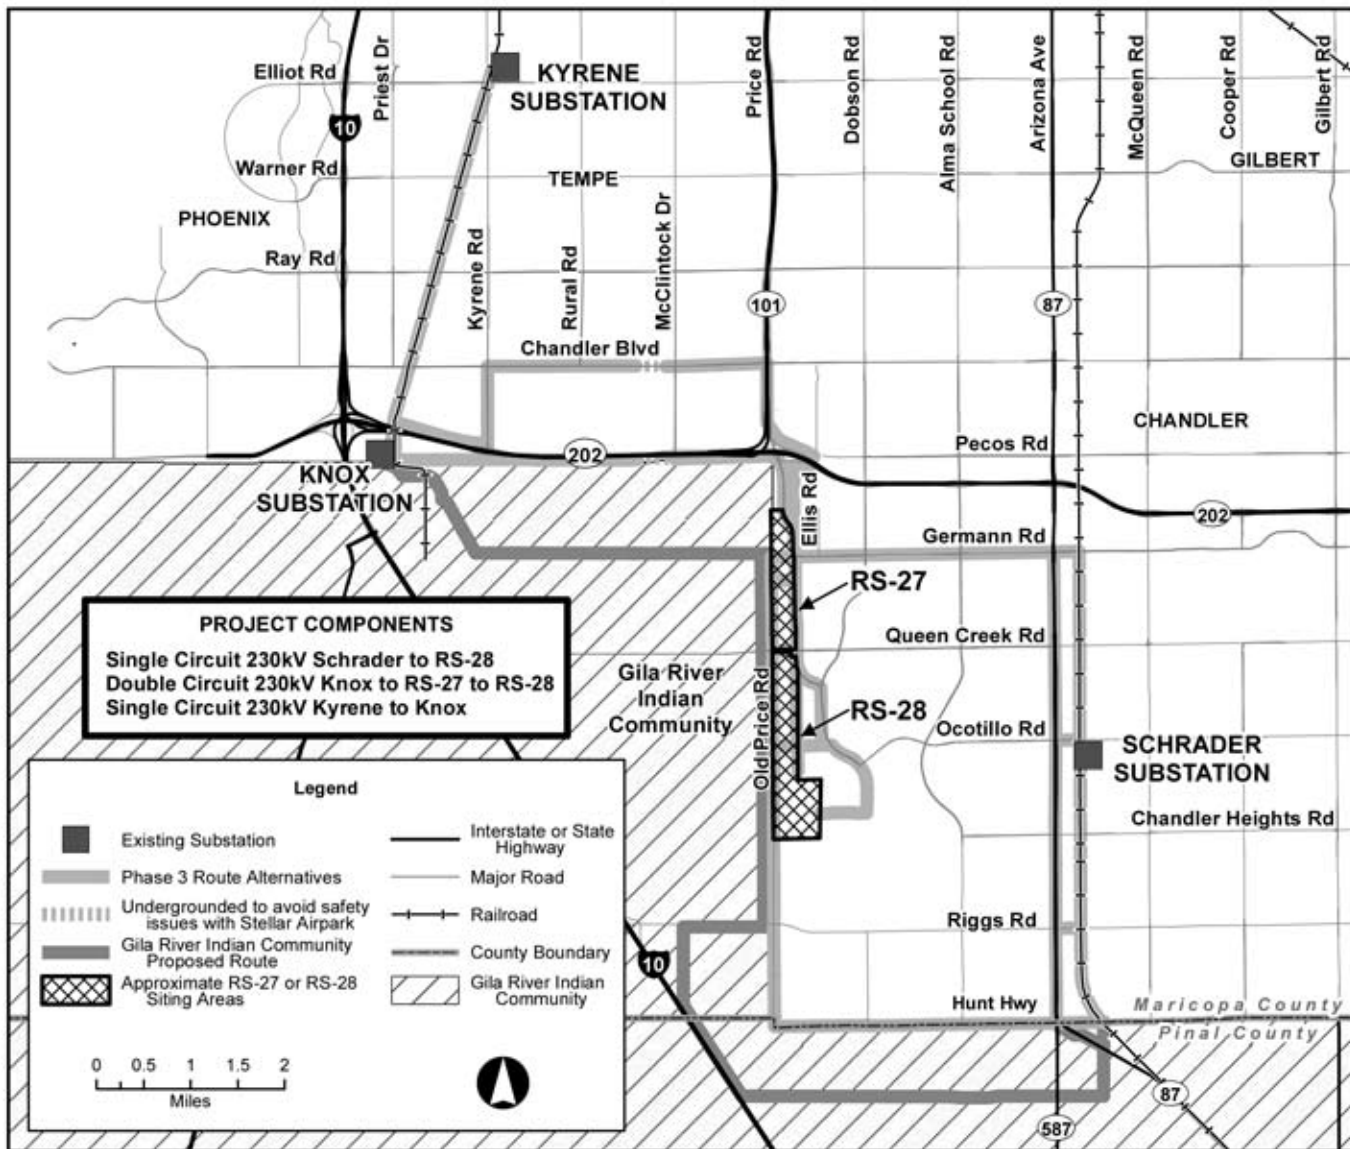 Elliot Rd
10
Priest Dr
KYRENE
SUBSTATION
Price Rd
Dobson Rd
Alma School Rd
Arizona Ave
McQueen Rd
Cooper Rd
Gilbert Rd
Warner Rd
TEMPE
GILBERT
PHOENIX
Ray Rd
Kyrene Rd
Rural Rd
McClintock Dr
101
87
Chandler Blvd
CHANDLER
Pecos Rd
202
KNOX
SUBSTATION
Ellis Rd
202
Germann Rd
RS-27
PROJECT COMPONENTS
Single Circuit 230kV Schrader to RS-28
Double Circuit 230kV Knox to RS-27 to RS-28
Single Circuit 230kV Kyrene to Knox
Queen Creek Rd
Gila River
Indian
Community
Old Price Rd
RS-28
Ocotillo Rd
SCHRADER
SUBSTATION
Chandler Heights Rd
Legend
Existing Substation
Phase 3 Route Alternatives
Undergrounded to avoid safety
issues with Stellar Airpark
Gila River Indian Community
Proposed Route
Approximate RS-27 or RS-28
Siting Areas
Interstate or State
Highway
Major Road
Railroad
County Boundary
Gila River Indian
Community
0 0.5 1 1.5 2
Miles
Riggs Rd
10
Hunt Hwy
Maricopa County
Pinal County
87
587